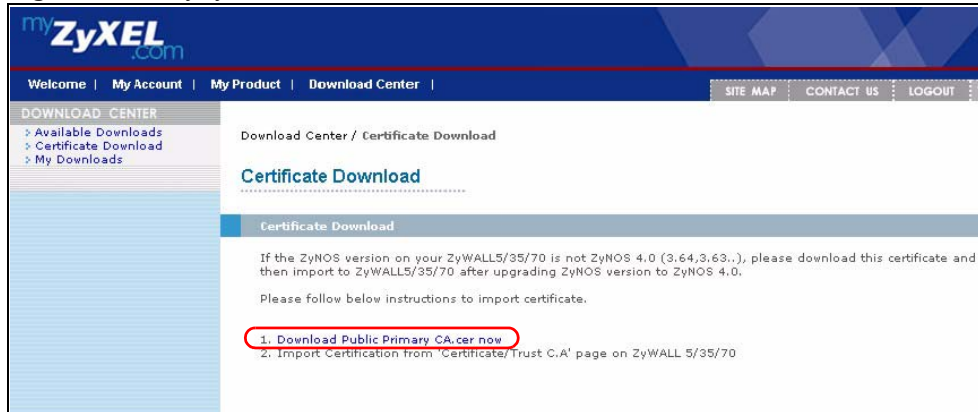 myZyXEL.com
Welcome | My Account | My Product | Download Center |
SITE MAP CONTACT US LOGOUT
DOWNLOAD CENTER
Available Downloads
Certificate Download
My Downloads
Download Center / Certificate Download
Certificate Download
Certificate Download
If the ZyNOS version on your ZyWALL5/35/70 is not ZyNOS 4.0 (3.64,3.63..), please download this certificate and
then import to ZyWALL5/35/70 after upgrading ZyNOS version to ZyNOS 4.0.
Please follow below instructions to import certificate.
1. Download Public Primary CA.cer now
2. Import Certification from 'Certificate/Trust C.A' page on ZyWALL 5/35/70